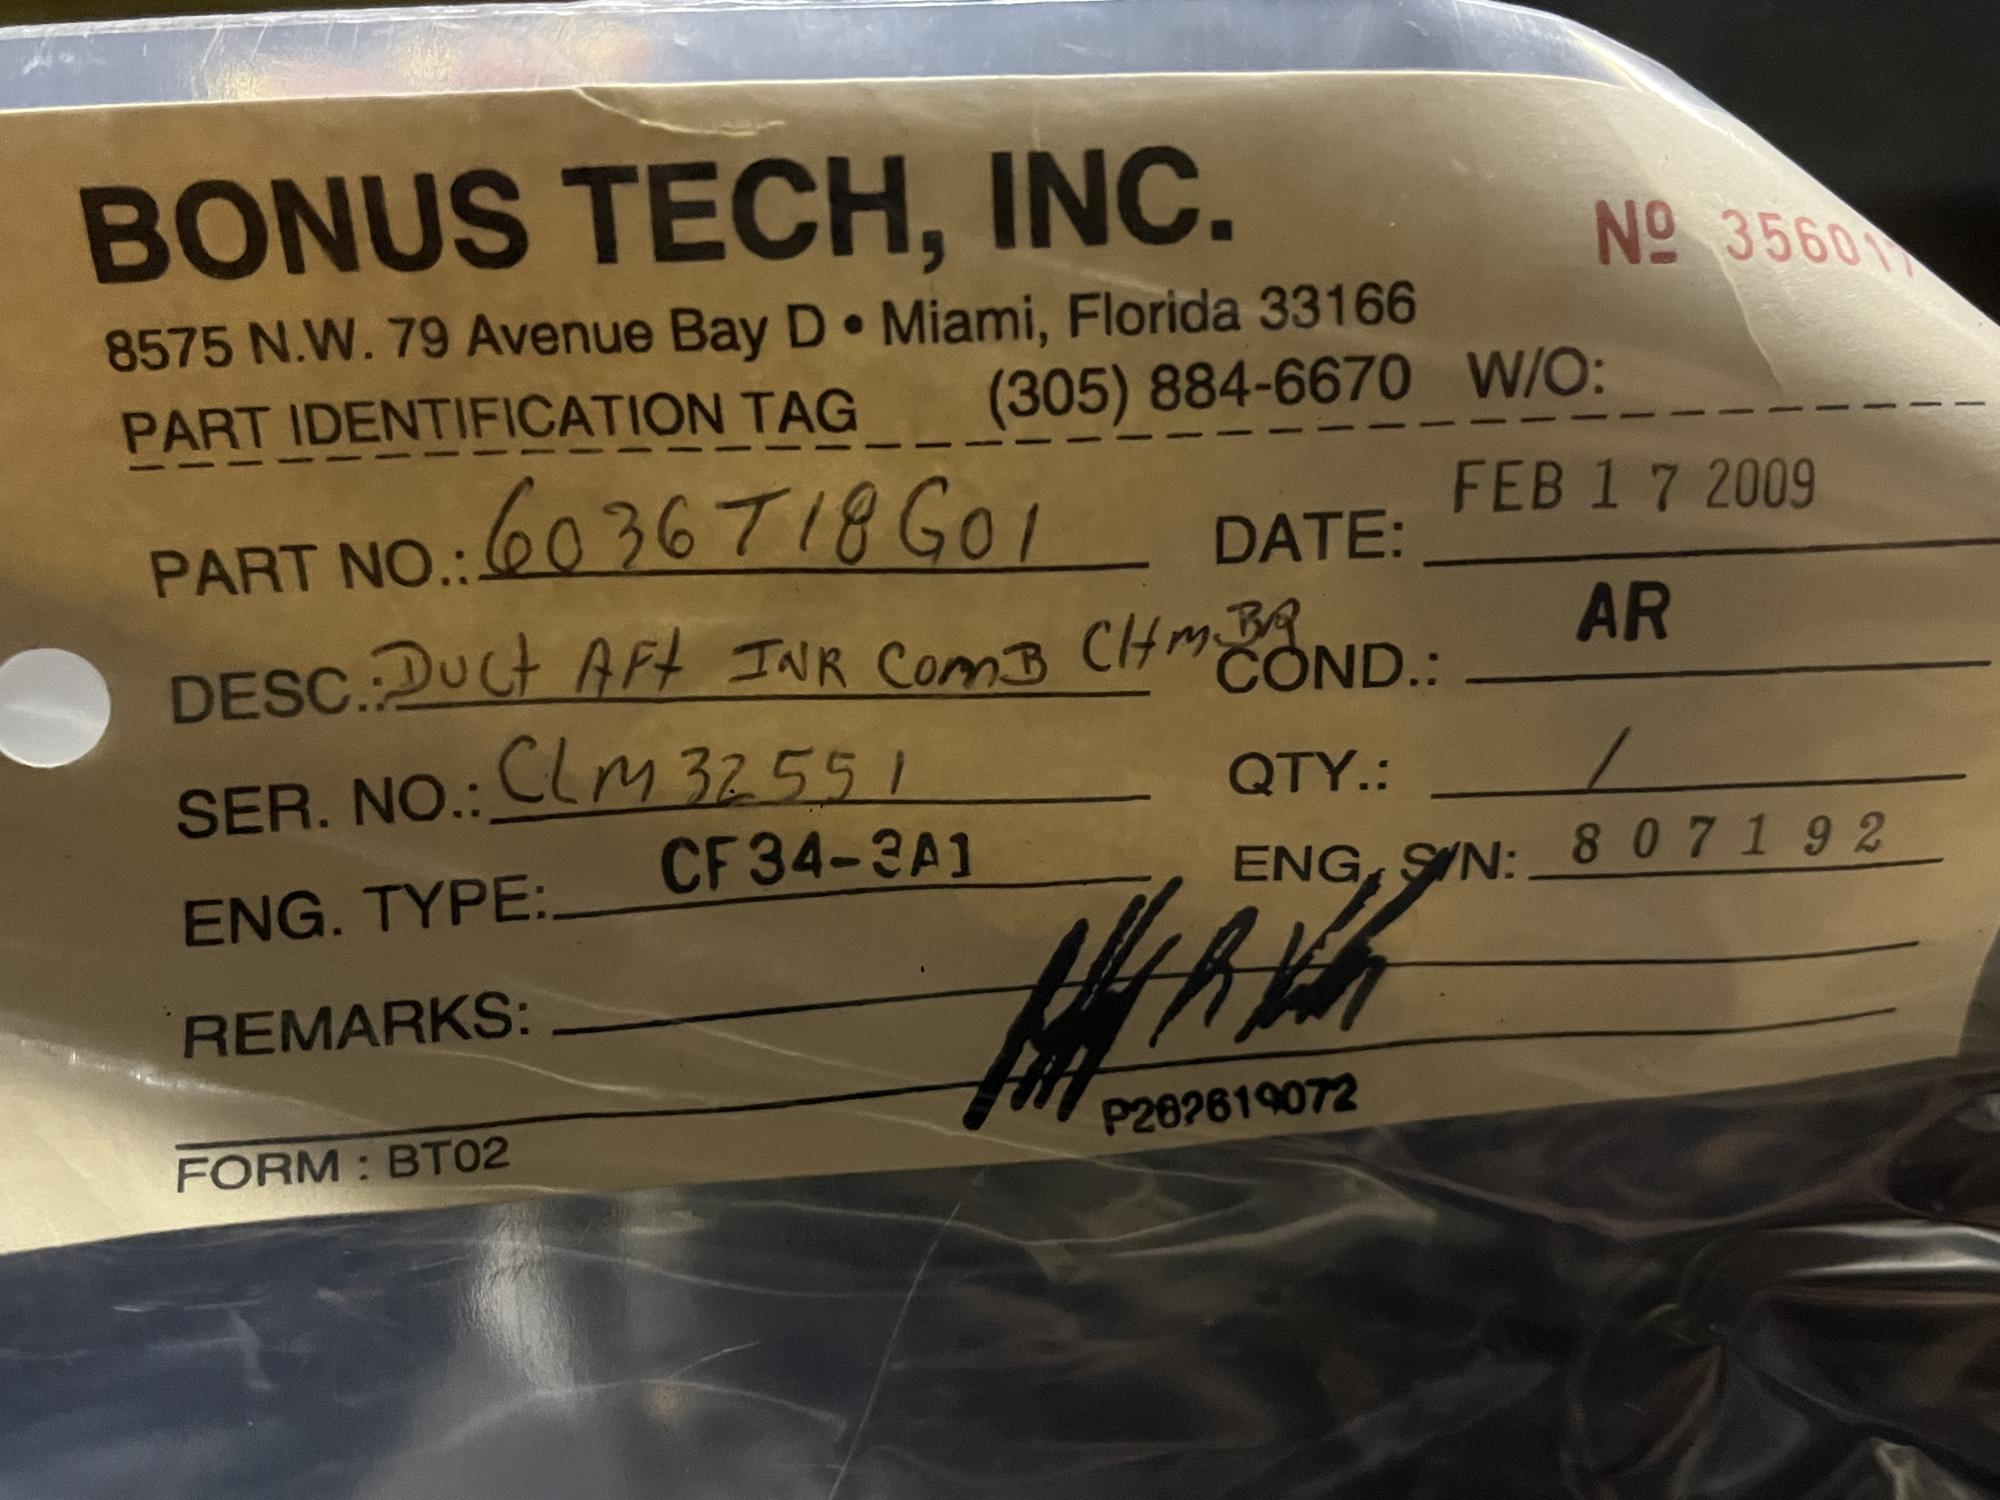 BONUS TECH, INC.
Nº 35601
8575 N.W. 79 Avenue Bay D • Miami, Florida 33166
PART IDENTIFICATION TAG (305) 884-6670 W/O:
PART NO.: 6036T18G01 DATE: FEB 17 2009
DESC.: Duct Aft INR ComB CHmBR COND.: AR
SER. NO.: CLM32551 QTY.: 1
ENG. TYPE: CF34-3A1 ENG. S/N: 807192
REMARKS:
FORM : BT02